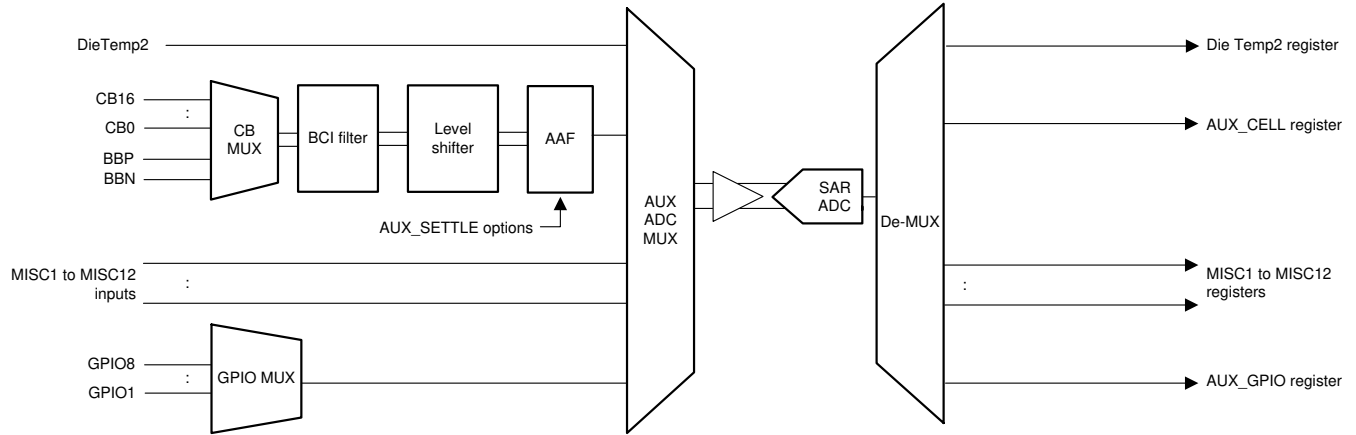 DieTemp2
CB16
:
CB0
BBP
BBN
CB
MUX
BCI filter
Level
shifter
AAF
AUX_SETTLE options
MISC1 to MISC12
inputs
:
GPIO8
:
GPIO1
GPIO MUX
AUX
ADC
MUX
SAR
ADC
De-MUX
Die Temp2 register
AUX_CELL register
:
MISC1 to MISC12
registers
AUX_GPIO register